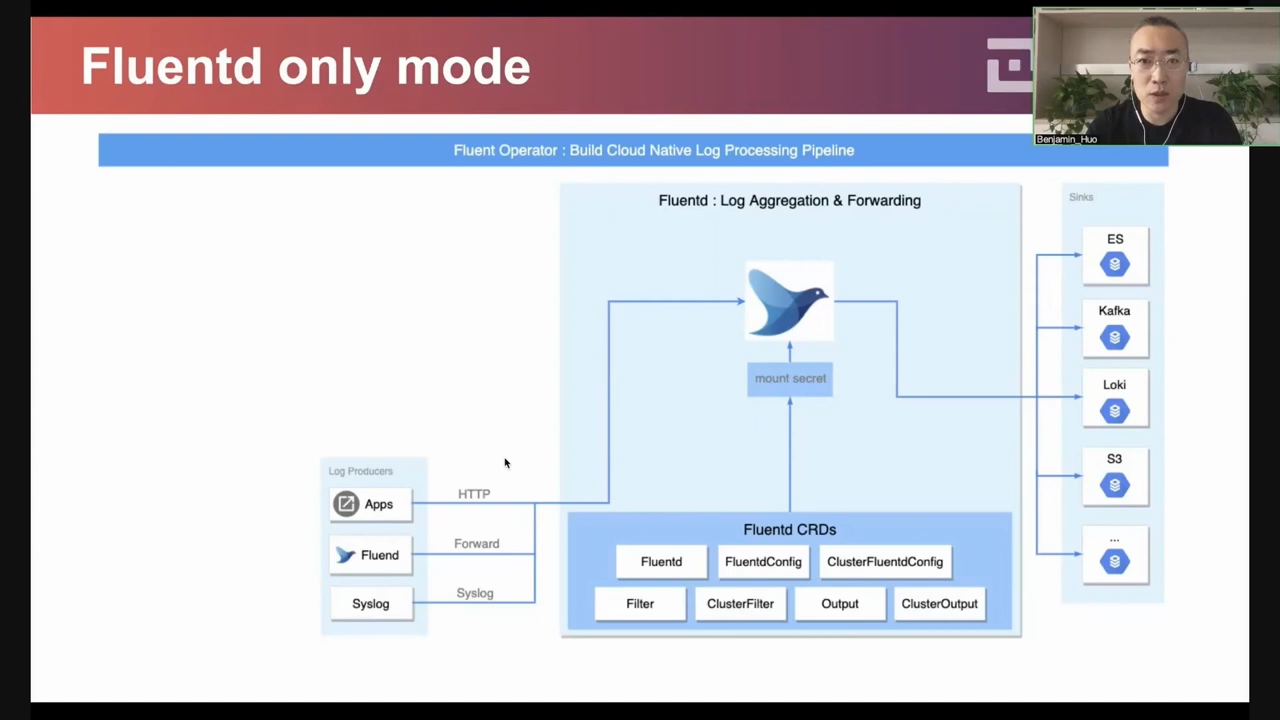 Fluentd only mode
Benjamin_Huo
Fluent Operator : Build Cloud Native Log Processing Pipeline
Fluentd : Log Aggregation & Forwarding
mount secret
Log Producers
Apps
Fluend
Syslog
HTTP
Forward
Syslog
Fluentd CRDs
Fluentd
FluentdConfig
ClusterFluentdConfig
Filter
ClusterFilter
Output
ClusterOutput
Sinks
ES
Kafka
Loki
S3
...